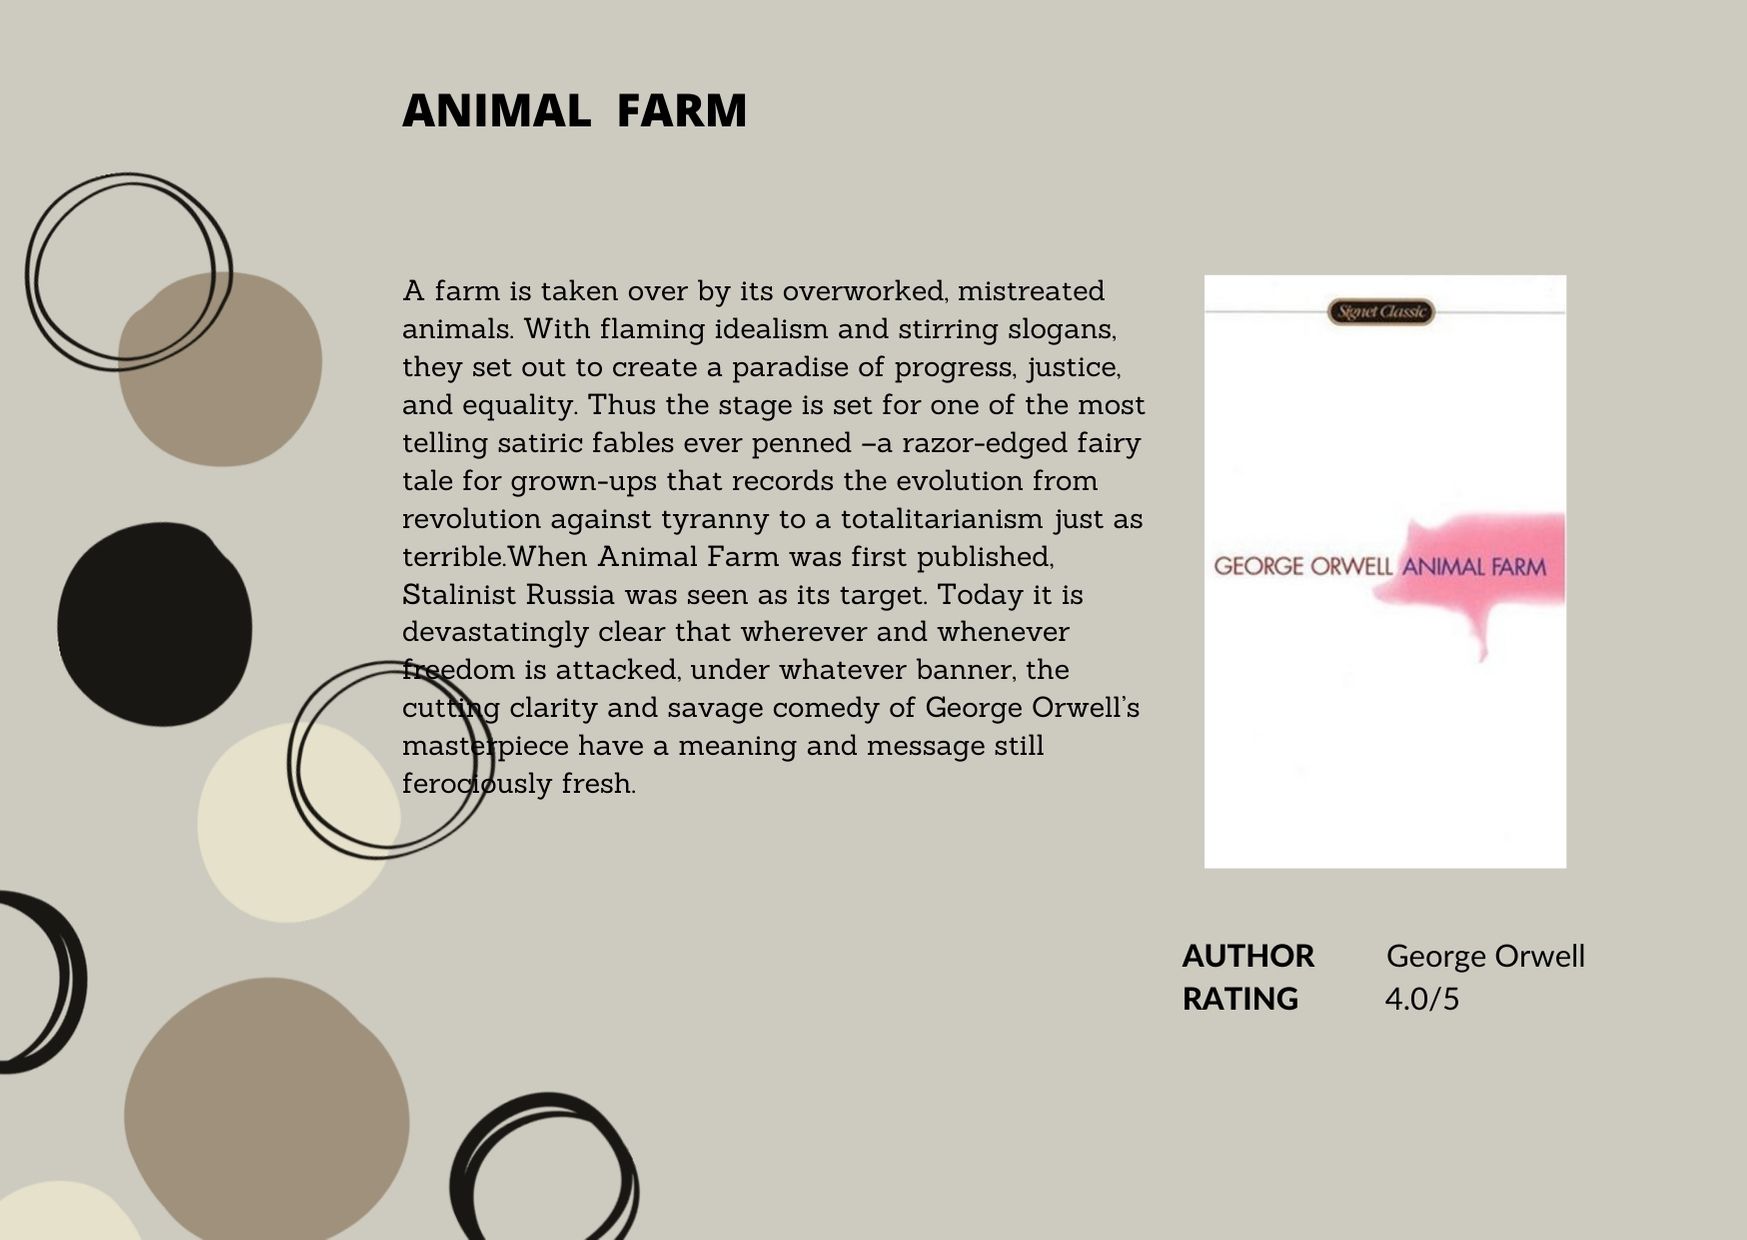 ANIMAL FARM
A farm is taken over by its overworked, mistreated
animals. With flaming idealism and stirring slogans,
they set out to create a paradise of progress, justice,
and equality. Thus the stage is set for one of the most
telling satiric fables ever penned –a razor-edged fairy
tale for grown-ups that records the evolution from
revolution against tyranny to a totalitarianism just as
terrible.When Animal Farm was first published,
Stalinist Russia was seen as its target. Today it is
devastatingly clear that wherever and whenever
freedom is attacked, under whatever banner, the
cutting clarity and savage comedy of George Orwell’s
masterpiece have a meaning and message still
ferociously fresh.
Signet Classic
GEORGE ORWELL ANIMAL FARM
AUTHOR George Orwell
RATING 4.0/5